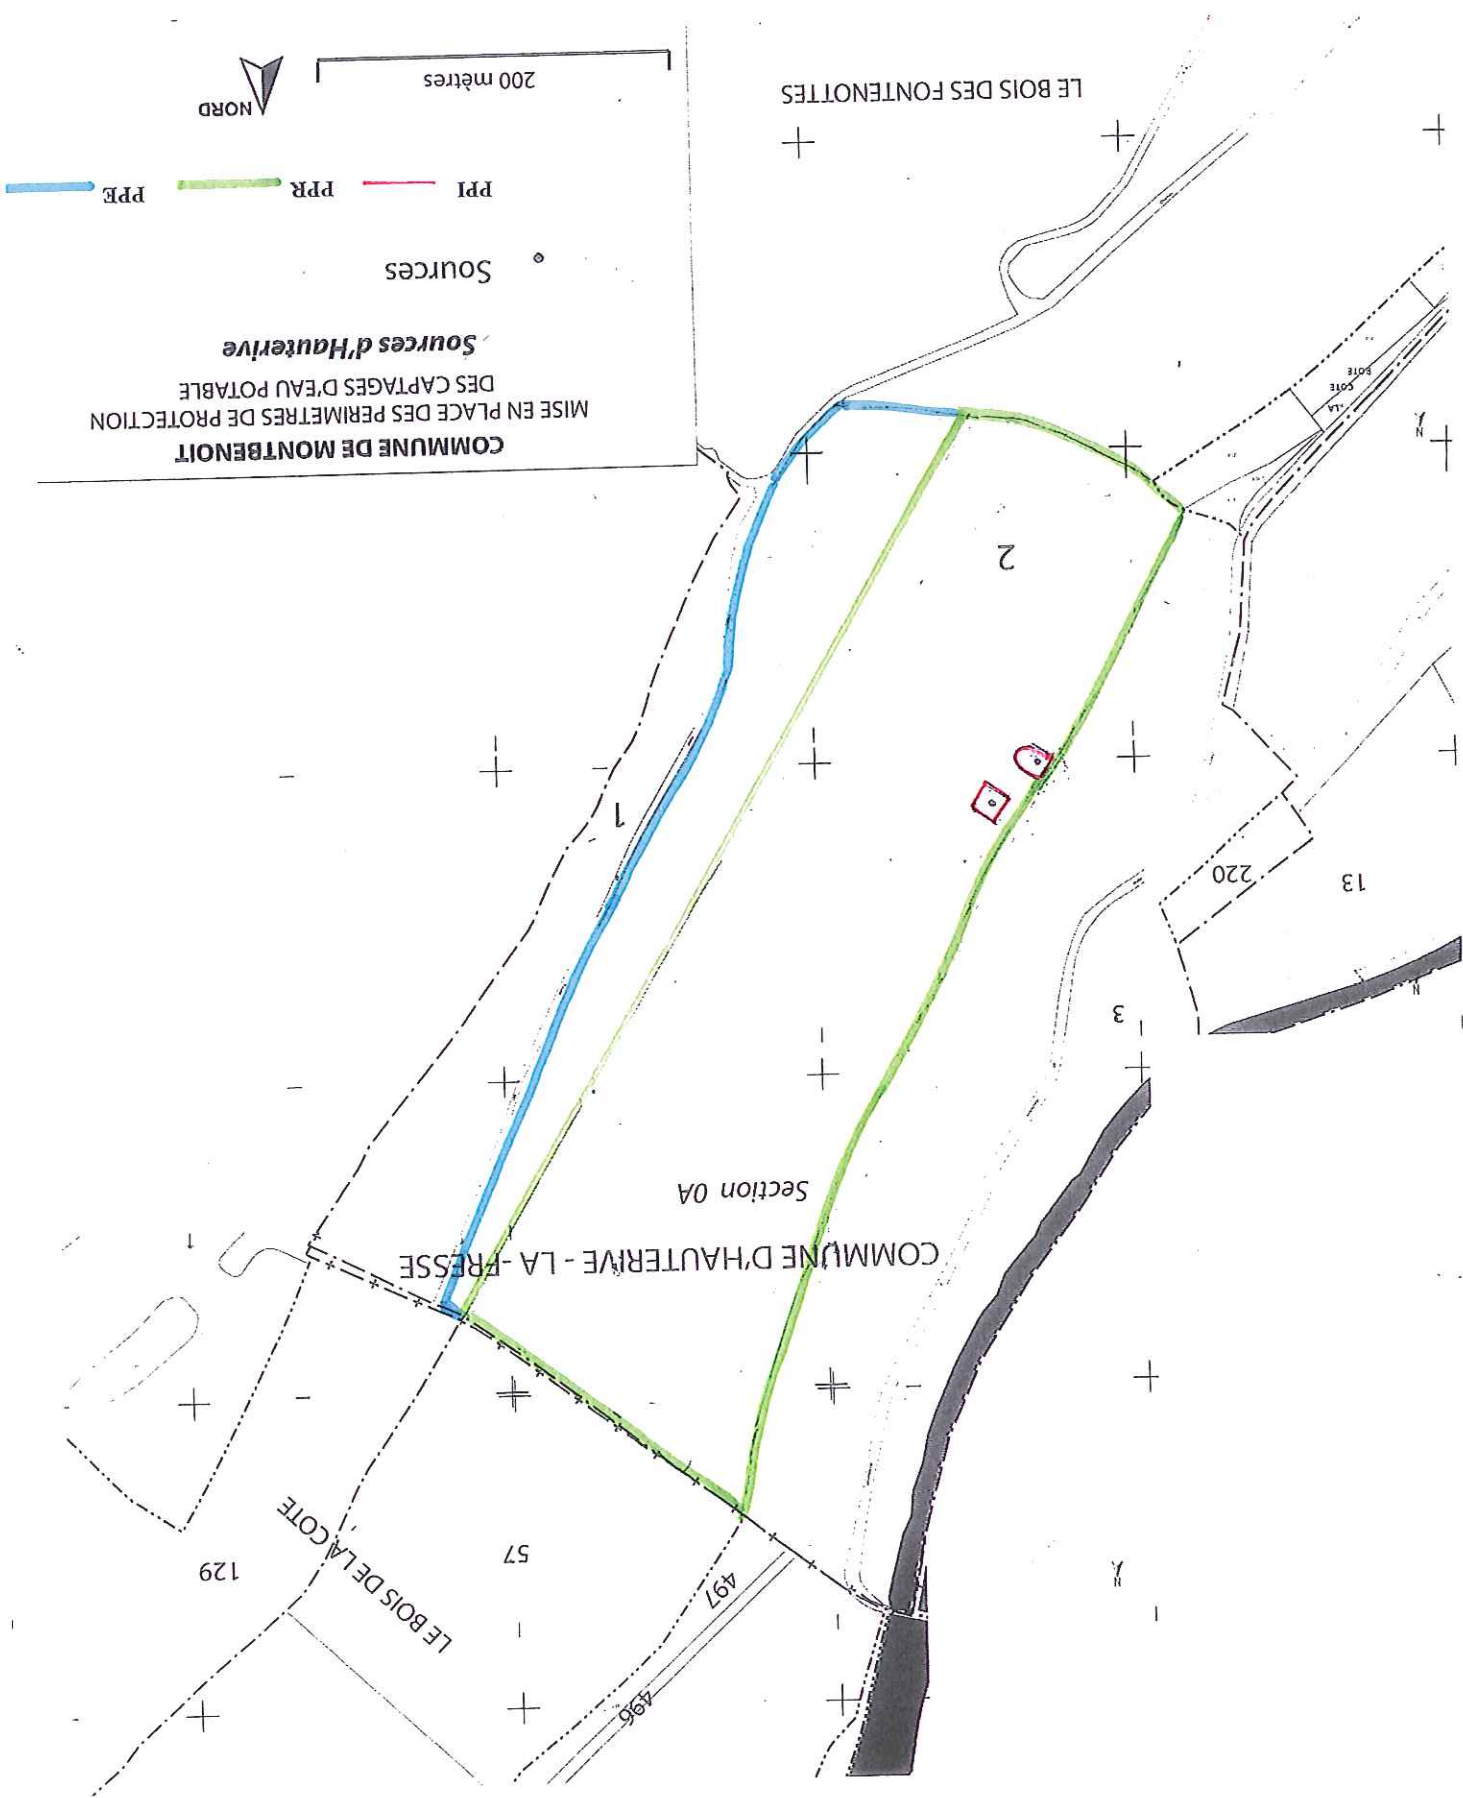 496
497
LE BOIS DE LA COTE
57
129
COMMUNE D'HAUTERIVE - LA -FRESSE
Section 0A
3
13
220
1
2
LA
COTE
COMMUNE DE MONTBENOIT
MISE EN PLACE DES PERIMETRES DE PROTECTION
DES CAPTAGES D'EAU POTABLE
Sources d'Hauterive
Sources
PPI
PPR
PPE
200 mètres
NORD
LE BOIS DES FONTENOTTES